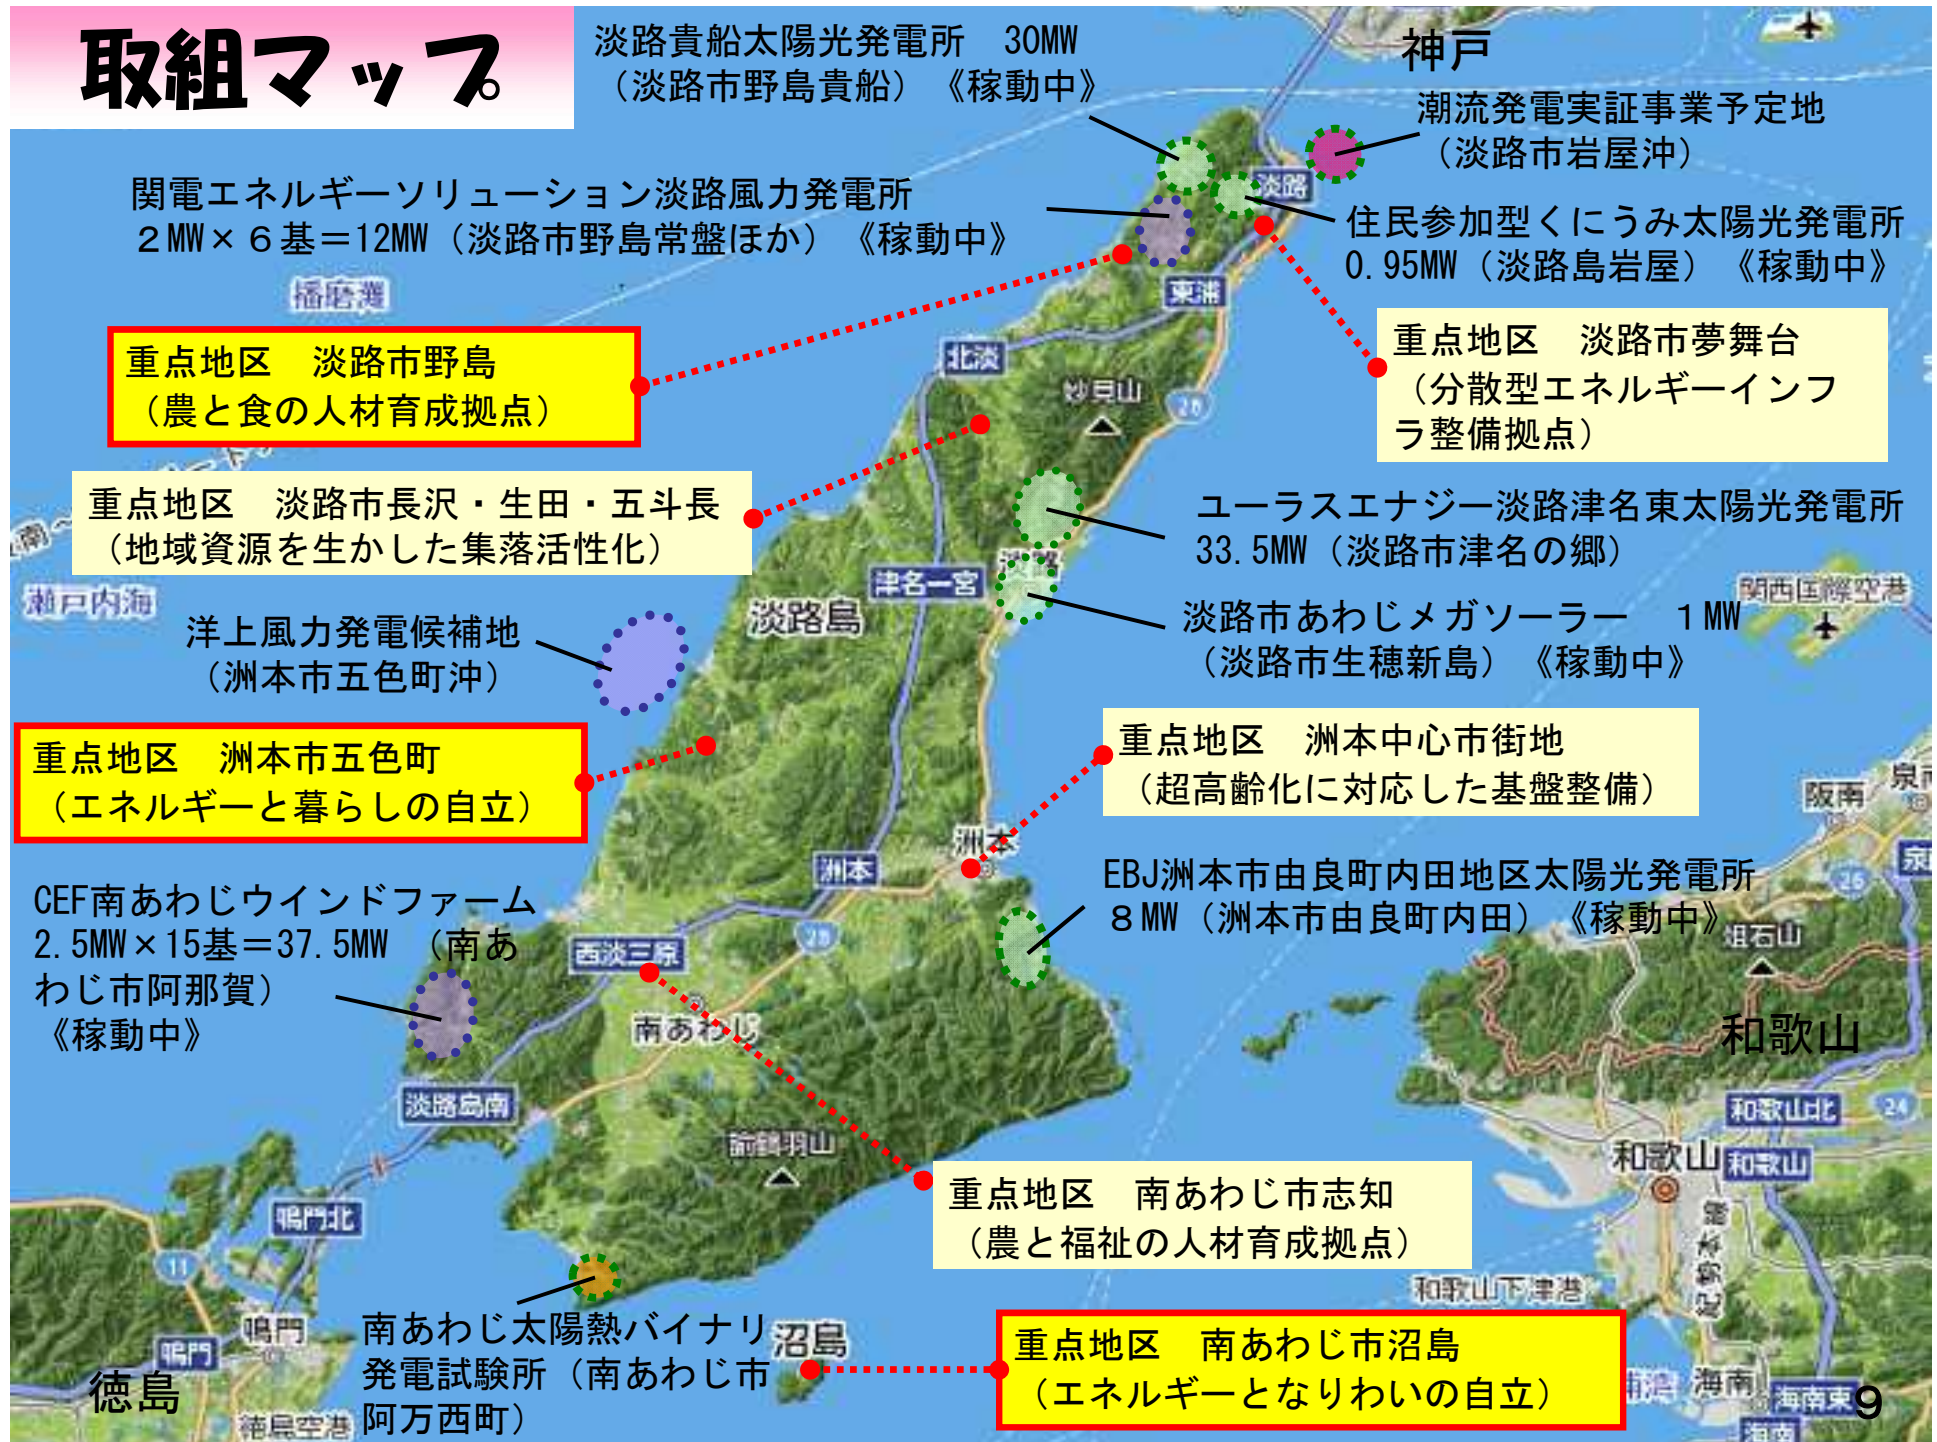 取組マップ
淡路貴船太陽光発電所　30MW
（淡路市野島貴船）《稼動中》
神戸
潮流発電実証事業予定地
（淡路市岩屋沖）
関電エネルギーソリューション淡路風力発電所
２MW×６基＝12MW（淡路市野島常盤ほか）《稼動中》
淡路
住民参加型くにうみ太陽光発電所
0.95MW（淡路島岩屋）《稼動中》
播磨灘
東浦
重点地区　淡路市野島
（農と食の人材育成拠点）
北淡
妙見山
28
重点地区　淡路市夢舞台
（分散型エネルギーインフ
ラ整備拠点）
重点地区　淡路市長沢・生田・五斗長
（地域資源を生かした集落活性化）
ユーラスエナジー淡路津名東太陽光発電所
33.5MW（淡路市津名の郷）
淡路
津名一宮
瀬戸内海
淡路島
関西国際空港
洋上風力発電候補地
（洲本市五色町沖）
淡路市あわじメガソーラー　１MW
（淡路市生穂新島）《稼動中》
重点地区　洲本市五色町
（エネルギーと暮らしの自立）
重点地区　洲本中心市街地
（超高齢化に対応した基盤整備）
阪南
洲本
洲本
EBJ洲本市由良町内田地区太陽光発電所
８MW（洲本市由良町内田）《稼動中》
26
CEF南あわじウインドファーム
2.5MW×15基＝37.5MW　（南あ
わじ市阿那賀）
《稼動中》
西淡三原
28
俎石山
南あわじ
和歌山
淡路島南
和歌山北
24
諭鶴羽山
和歌山
和歌山
重点地区　南あわじ市志知
（農と福祉の人材育成拠点）
鳴門北
11
紀勢本線
和歌山下津港
鳴門
鳴門
南あわじ太陽熱バイナリ
発電試験所（南あわじ市
阿万西町）
沼島
重点地区　南あわじ市沼島
（エネルギーとなりわいの自立）
徳島
徳島空港
海南
海南東
海南
9